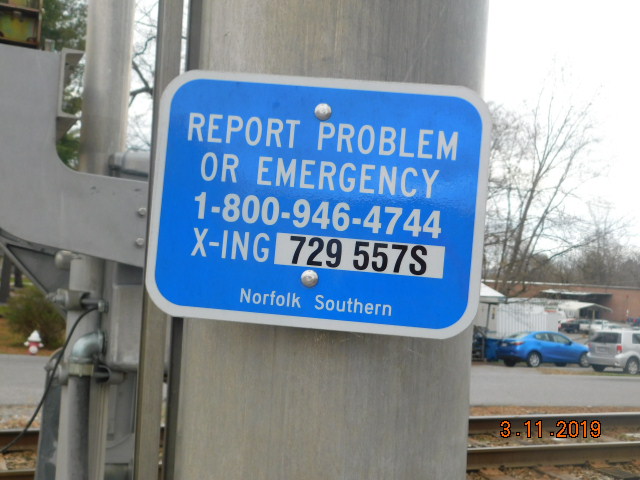 REPORT PROBLEM
OR EMERGENCY
1-800-946-4744
X-ING 729 557S
Norfolk Southern
3.11.2019